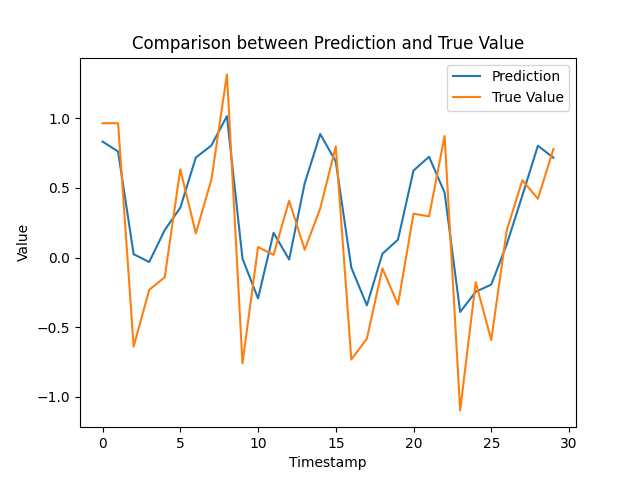 Comparison between Prediction and True Value
Prediction
True Value
1.0
0.5
0.0
−0.5
−1.0
Value
0
5
10
15
20
25
30
Timestamp